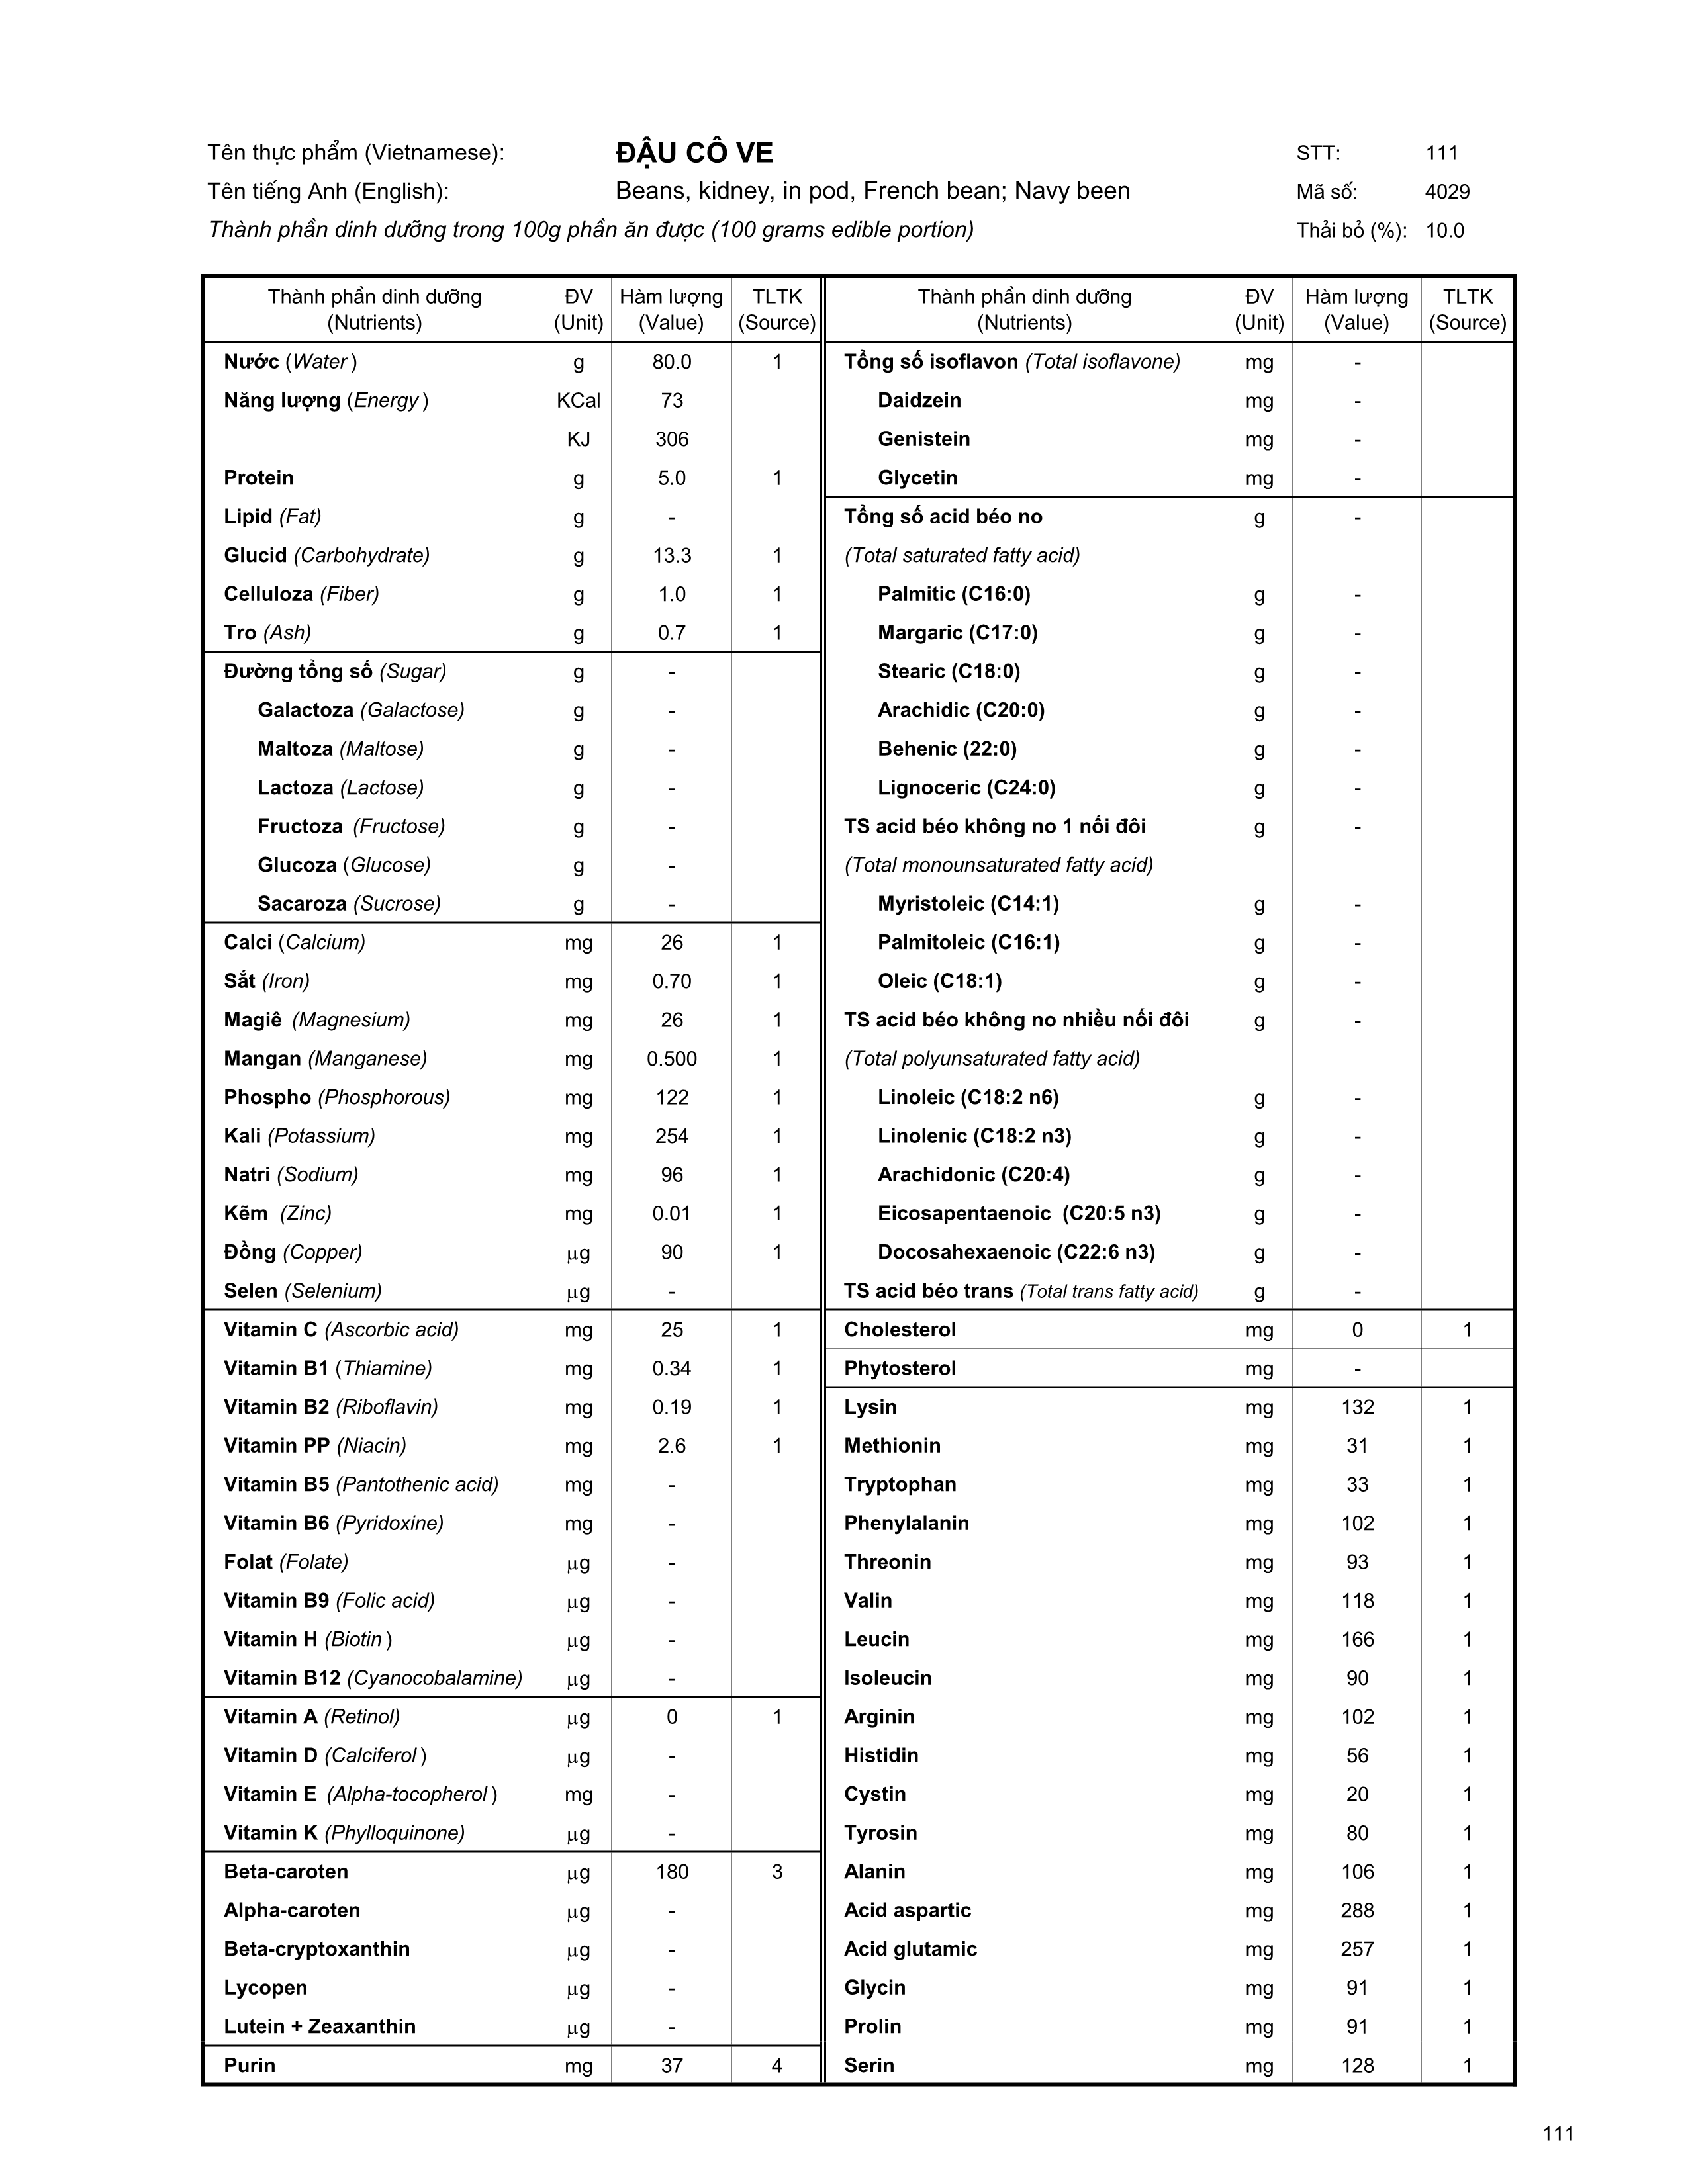 Tên thực phẩm (Vietnamese): ĐẬU CÔ VE STT: 111
Tên tiếng Anh (English): Beans, kidney, in pod, French bean; Navy been Mã số: 4029
Thành phần dinh dưỡng trong 100g phần ăn được (100 grams edible portion) Thải bỏ (%): 10.0
Thành phần dinh dưỡng ĐV Hàm lượng TLTK
(Nutrients) (Unit) (Value) (Source)
Nước (Water) g 80.0 1
Năng lượng (Energy) KCal 73
KJ 306
Protein g 5.0 1
Lipid (Fat) g -
Glucid (Carbohydrate) g 13.3 1
Celluloza (Fiber) g 1.0 1
Tro (Ash) g 0.7 1
Đường tổng số (Sugar) g -
Galactoza (Galactose) g -
Maltoza (Maltose) g -
Lactoza (Lactose) g -
Fructoza (Fructose) g -
Glucoza (Glucose) g -
Sacaroza (Sucrose) g -
Calci (Calcium) mg 26 1
Sắt (Iron) mg 0.70 1
Magiê (Magnesium) mg 26 1
Mangan (Manganese) mg 0.500 1
Phospho (Phosphorous) mg 122 1
Kali (Potassium) mg 254 1
Natri (Sodium) mg 96 1
Kẽm (Zinc) mg 0.01 1
Đồng (Copper) µg 90 1
Selen (Selenium) µg -
Vitamin C (Ascorbic acid) mg 25 1
Vitamin B1 (Thiamine) mg 0.34 1
Vitamin B2 (Riboflavin) mg 0.19 1
Vitamin PP (Niacin) mg 2.6 1
Vitamin B5 (Pantothenic acid) mg -
Vitamin B6 (Pyridoxine) mg -
Folat (Folate) µg -
Vitamin B9 (Folic acid) µg -
Vitamin H (Biotin) µg -
Vitamin B12 (Cyanocobalamine) µg -
Vitamin A (Retinol) µg 0 1
Vitamin D (Calciferol) µg -
Vitamin E (Alpha-tocopherol) mg -
Vitamin K (Phylloquinone) µg -
Beta-caroten µg 180 3
Alpha-caroten µg -
Beta-cryptoxanthin µg -
Lycopen µg -
Lutein + Zeaxanthin µg -
Purin mg 37 4
Thành phần dinh dưỡng ĐV Hàm lượng TLTK
(Nutrients) (Unit) (Value) (Source)
Tổng số isoflavon (Total isoflavone) mg -
Daidzein mg -
Genistein mg -
Glycetin mg -
Tổng số acid béo no g -
(Total saturated fatty acid)
Palmitic (C16:0) g -
Margaric (C17:0) g -
Stearic (C18:0) g -
Arachidic (C20:0) g -
Behenic (22:0) g -
Lignoceric (C24:0) g -
TS acid béo không no 1 nối đôi g -
(Total monounsaturated fatty acid)
Myristoleic (C14:1) g -
Palmitoleic (C16:1) g -
Oleic (C18:1) g -
TS acid béo không no nhiều nối đôi g -
(Total polyunsaturated fatty acid)
Linoleic (C18:2 n6) g -
Linolenic (C18:2 n3) g -
Arachidonic (C20:4) g -
Eicosapentaenoic (C20:5 n3) g -
Docosahexaenoic (C22:6 n3) g -
TS acid béo trans (Total trans fatty acid) g -
Cholesterol mg 0 1
Phytosterol mg -
Lysin mg 132 1
Methionin mg 31 1
Tryptophan mg 33 1
Phenylalanin mg 102 1
Threonin mg 93 1
Valin mg 118 1
Leucin mg 166 1
Isoleucin mg 90 1
Arginin mg 102 1
Histidin mg 56 1
Cystin mg 20 1
Tyrosin mg 80 1
Alanin mg 106 1
Acid aspartic mg 288 1
Acid glutamic mg 257 1
Glycin mg 91 1
Prolin mg 91 1
Serin mg 128 1
111